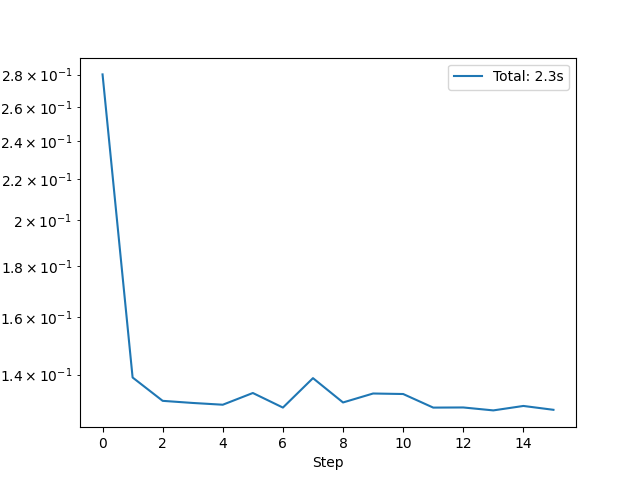 Total: 2.3s
2.8 × 10⁻¹
2.6 × 10⁻¹
2.4 × 10⁻¹
2.2 × 10⁻¹
2 × 10⁻¹
1.8 × 10⁻¹
1.6 × 10⁻¹
1.4 × 10⁻¹
0 2 4 6 8 10 12 14
Step